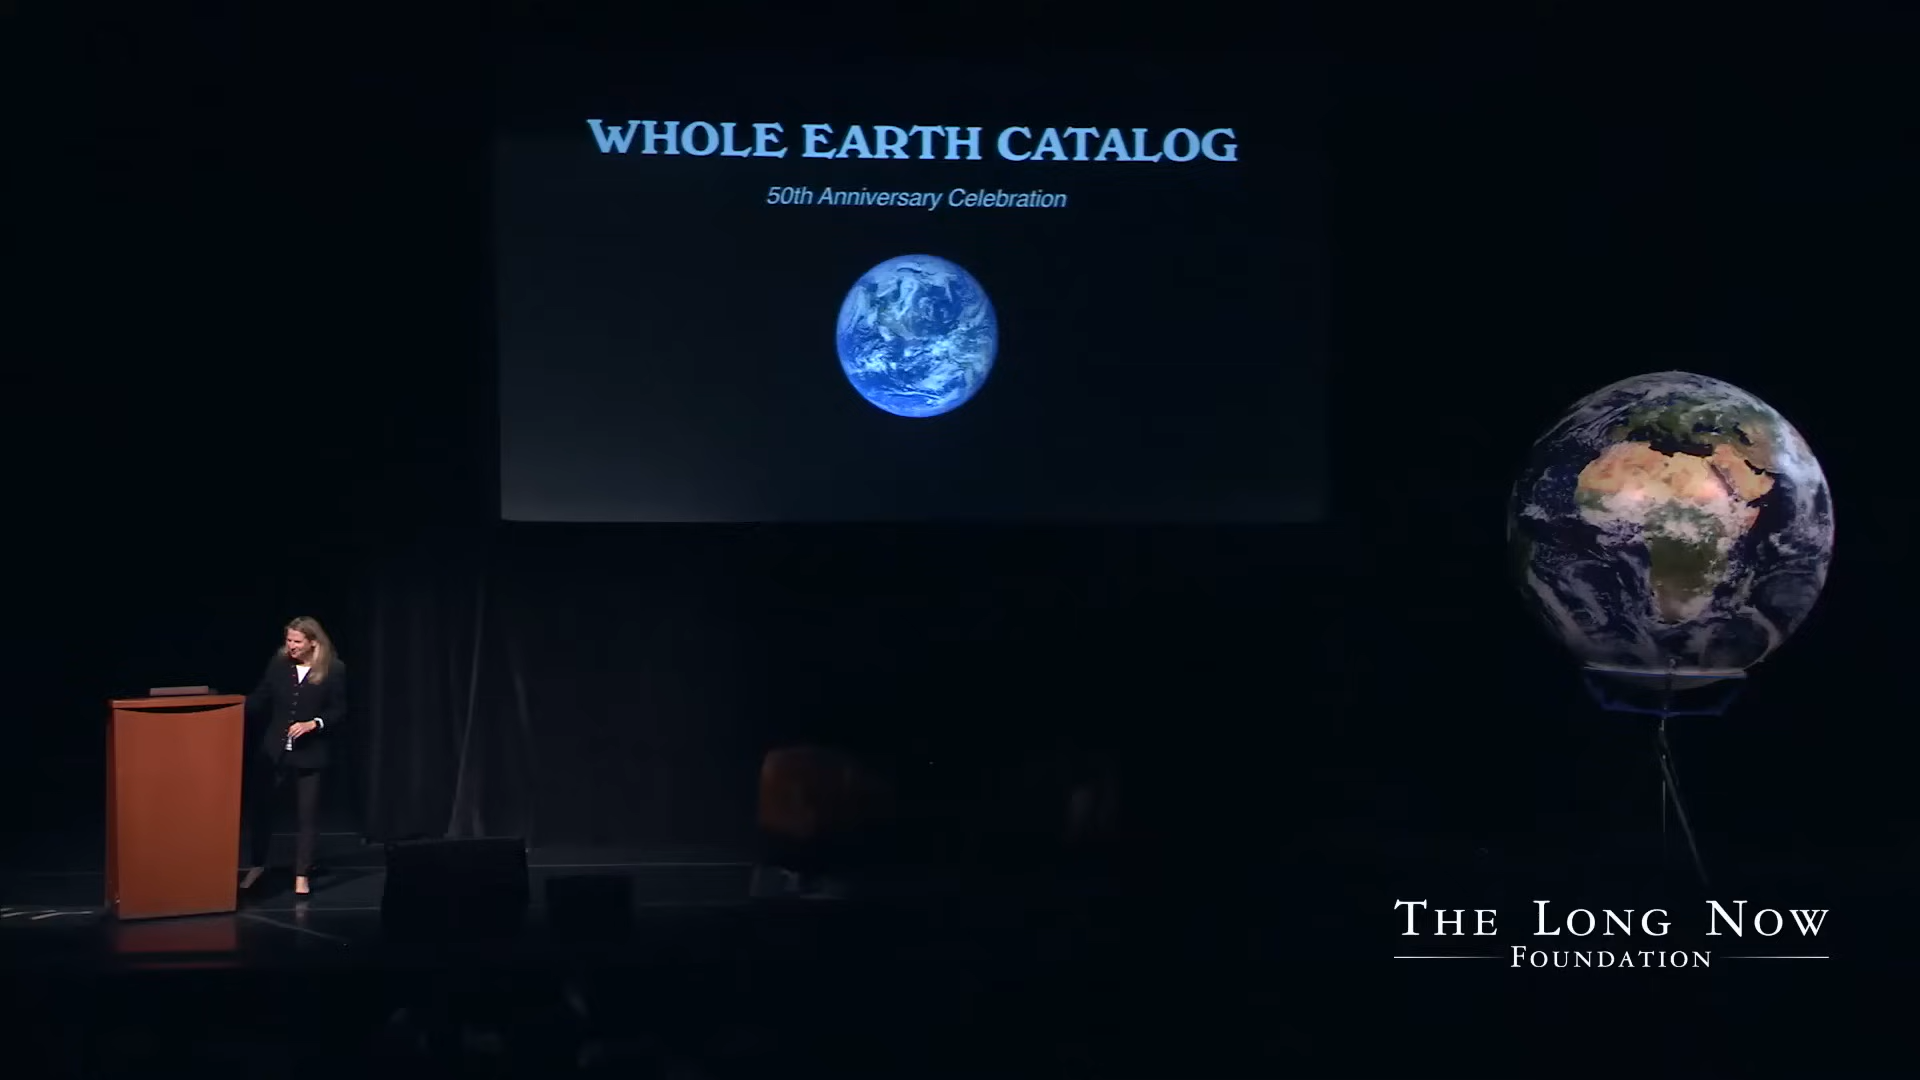 WHOLE EARTH CATALOG
50th Anniversary Celebration
THE LONG NOW
FOUNDATION